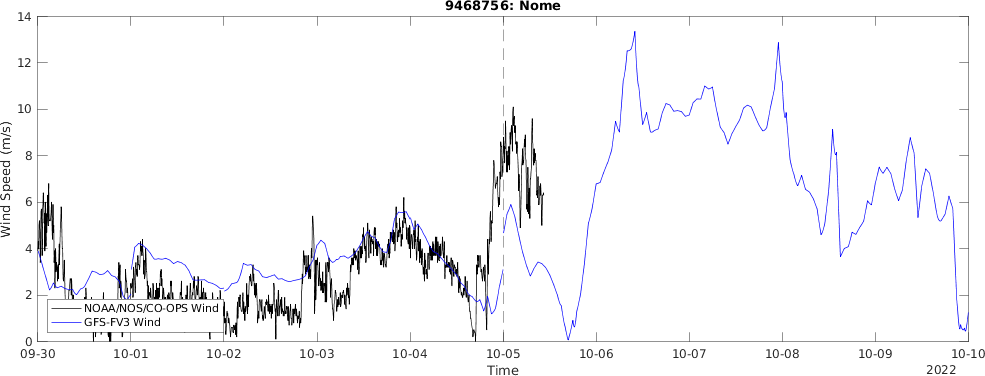 9468756: Nome
14
12
10
8
6
4
2
0
Wind Speed (m/s)
NOAA/NOS/CO-OPS Wind
GFS-FV3 Wind
09-30 10-01 10-02 10-03 10-04 10-05 10-06 10-07 10-08 10-09 10-10
Time
2022